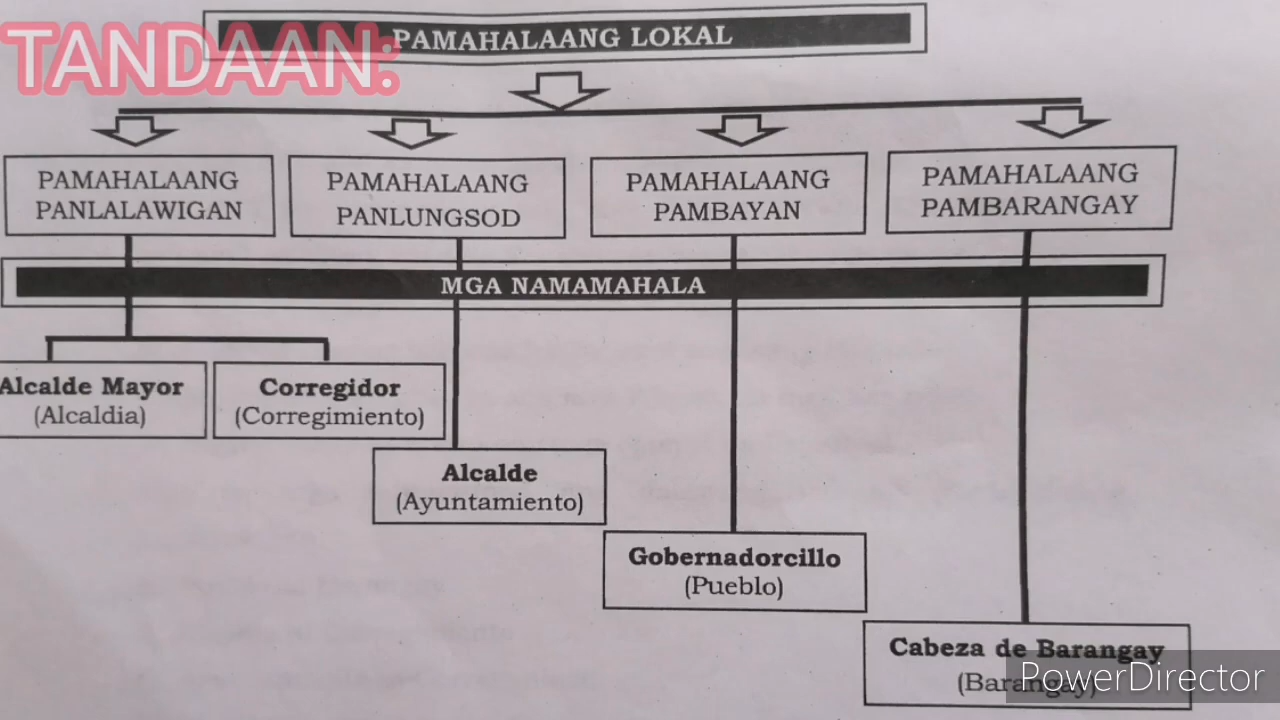 PAMAHALAANG LOKAL
TANDAAN:
PAMAHALAANG
PANLALAWIGAN
PAMAHALAANG
PANLUNGSOD
PAMAHALAANG
PAMBAYAN
PAMAHALAANG
PAMBARANGAY
MGA NAMAMAHALA
Alcalde Mayor
(Alcaldia)
Corregidor
(Corregimiento)
Alcalde
(Ayuntamiento)
Gobernadorcillo
(Pueblo)
Cabeza de Barangay
(Barangay)
PowerDirector